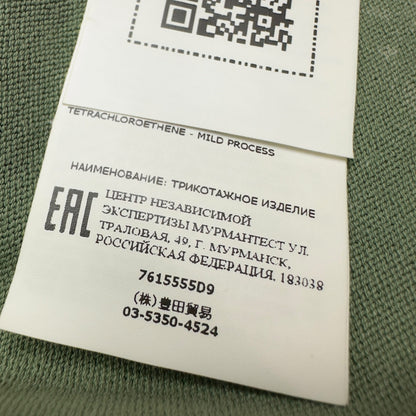 TETRACHLOROETHENE - MILD PROCESS
НАИМЕНОВАНИЕ: ТРИКОТАЖНОЕ ИЗДЕЛИЕ
EAC
ЦЕНТР НЕЗАВИСИМОЙ
ЭКСПЕРТИЗЫ МУРМАНТЕСТ УЛ.
ТРАЛОВАЯ, 49, Г. МУРМАНСК,
РОССИЙСКАЯ ФЕДЕРАЦИЯ, 183038
7615555D9
(株)豊田貿易
03-5350-4524